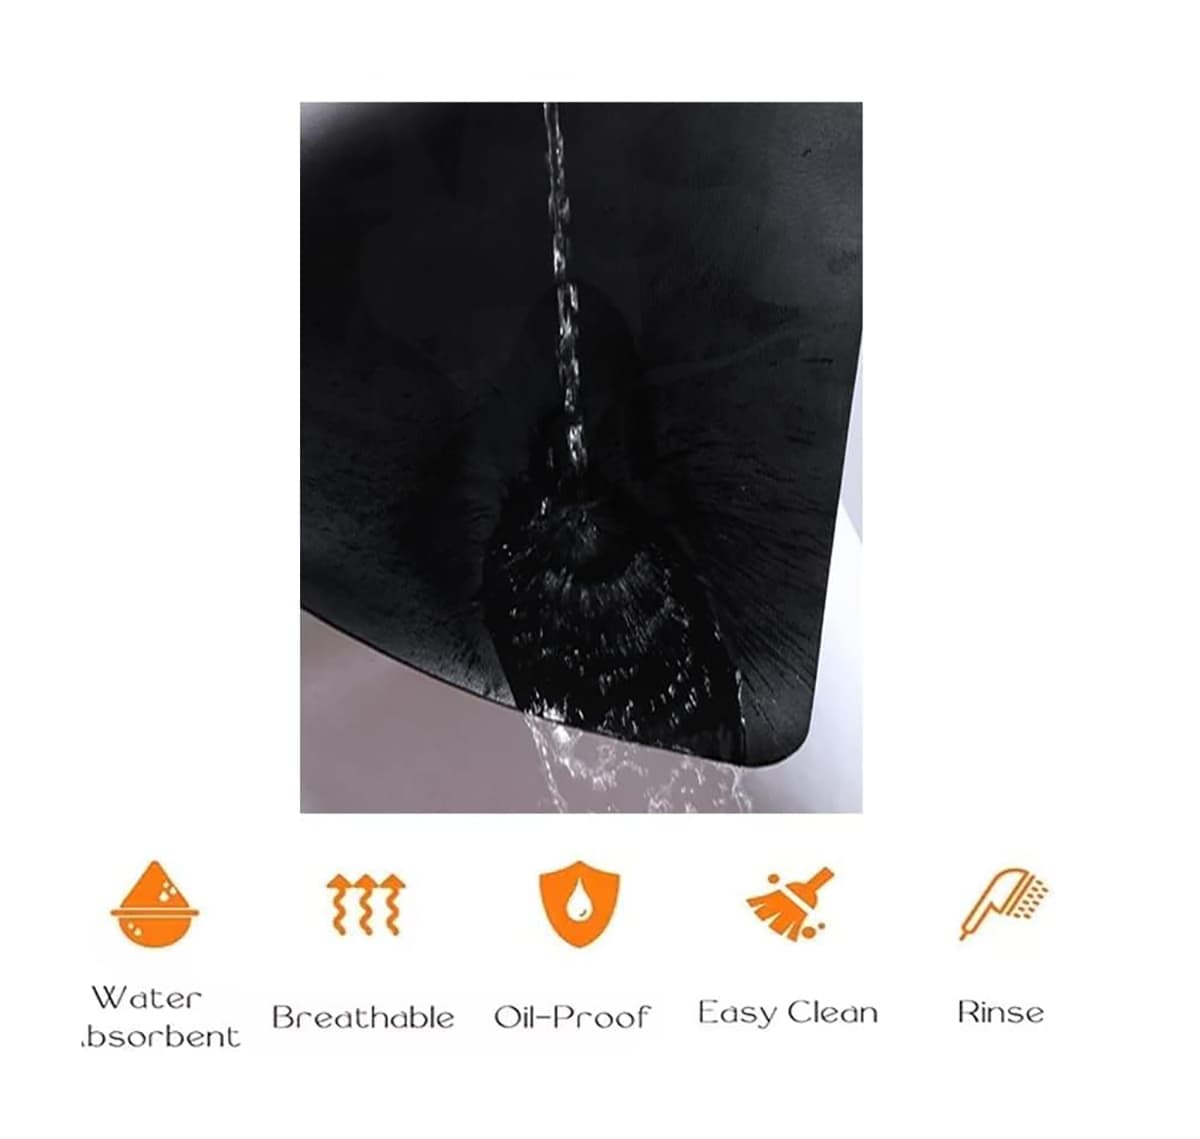 Water
.bsorbent
Breathable
Oil-Proof
Easy Clean
Rinse